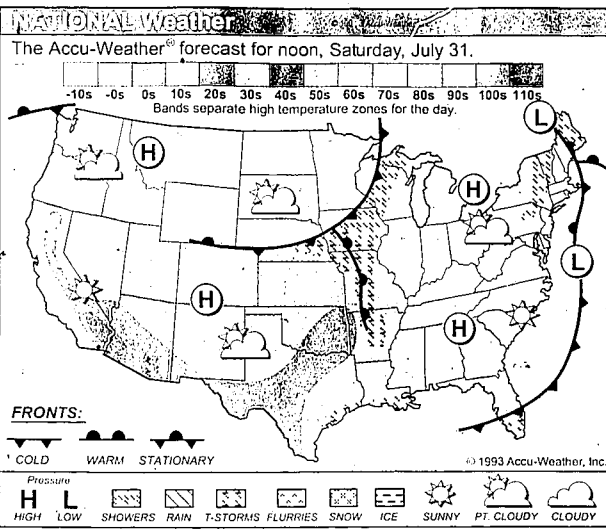 NATIONAL Weather
The Accu-Weather® forecast for noon, Saturday, July 31.
-10s -0s 0s 10s 20s 30s 40s 50s 60s 70s 80s 90s 100s 110s
Bands separate high temperature zones for the day.
L
H
H
L
H
H
FRONTS:
COLD WARM STATIONARY
© 1993 Accu-Weather, Inc.
Pressure
H L
HIGH LOW SHOWERS RAIN T-STORMS FLURRIES SNOW ICE SUNNY PT. CLOUDY CLOUDY